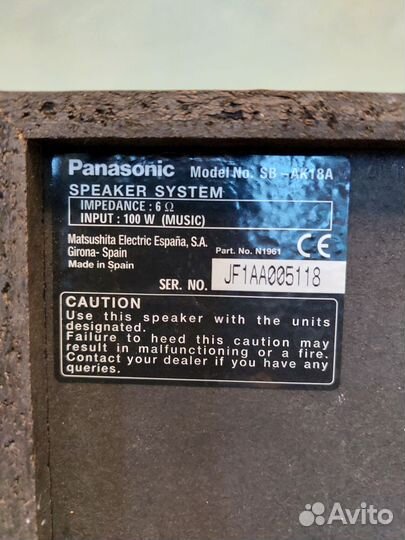 Panasonic Model No. SB-AK18A
SPEAKER SYSTEM
IMPEDANCE : 6 Ω
INPUT : 100 W (MUSIC)
Matsushita Electric España, S.A.
Girona- Spain
Made in Spain
Part. No. N1961
CE
SER. NO. JF1AA005118
CAUTION
Use this speaker with the units
designated.
Failure to heed this caution may
result in malfunctioning or a fire.
Contact your dealer if you have any
queries.
Avito